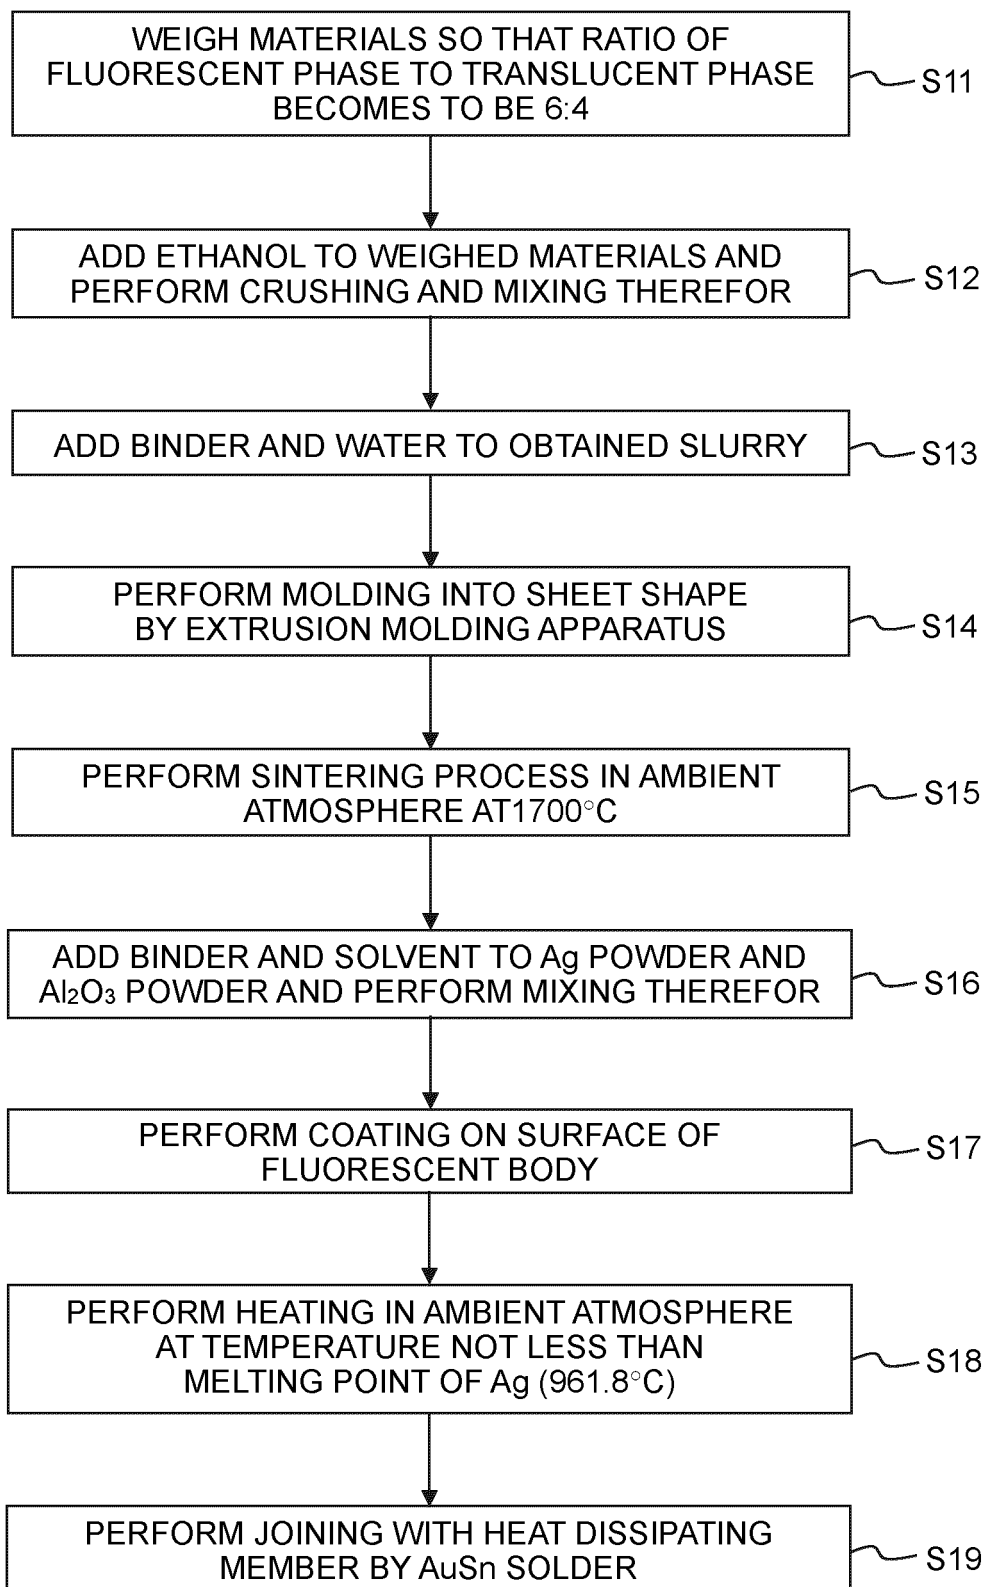 WEIGH MATERIALS SO THAT RATIO OF
FLUORESCENT PHASE TO TRANSLUCENT PHASE
BECOMES TO BE 6:4
S11
ADD ETHANOL TO WEIGHED MATERIALS AND
PERFORM CRUSHING AND MIXING THEREFOR
S12
ADD BINDER AND WATER TO OBTAINED SLURRY
S13
PERFORM MOLDING INTO SHEET SHAPE
BY EXTRUSION MOLDING APPARATUS
S14
PERFORM SINTERING PROCESS IN AMBIENT
ATMOSPHERE AT1700°C
S15
ADD BINDER AND SOLVENT TO Ag POWDER AND
Al₂O₃ POWDER AND PERFORM MIXING THEREFOR
S16
PERFORM COATING ON SURFACE OF
FLUORESCENT BODY
S17
PERFORM HEATING IN AMBIENT ATMOSPHERE
AT TEMPERATURE NOT LESS THAN
MELTING POINT OF Ag (961.8°C)
S18
PERFORM JOINING WITH HEAT DISSIPATING
MEMBER BY AuSn SOLDER
S19